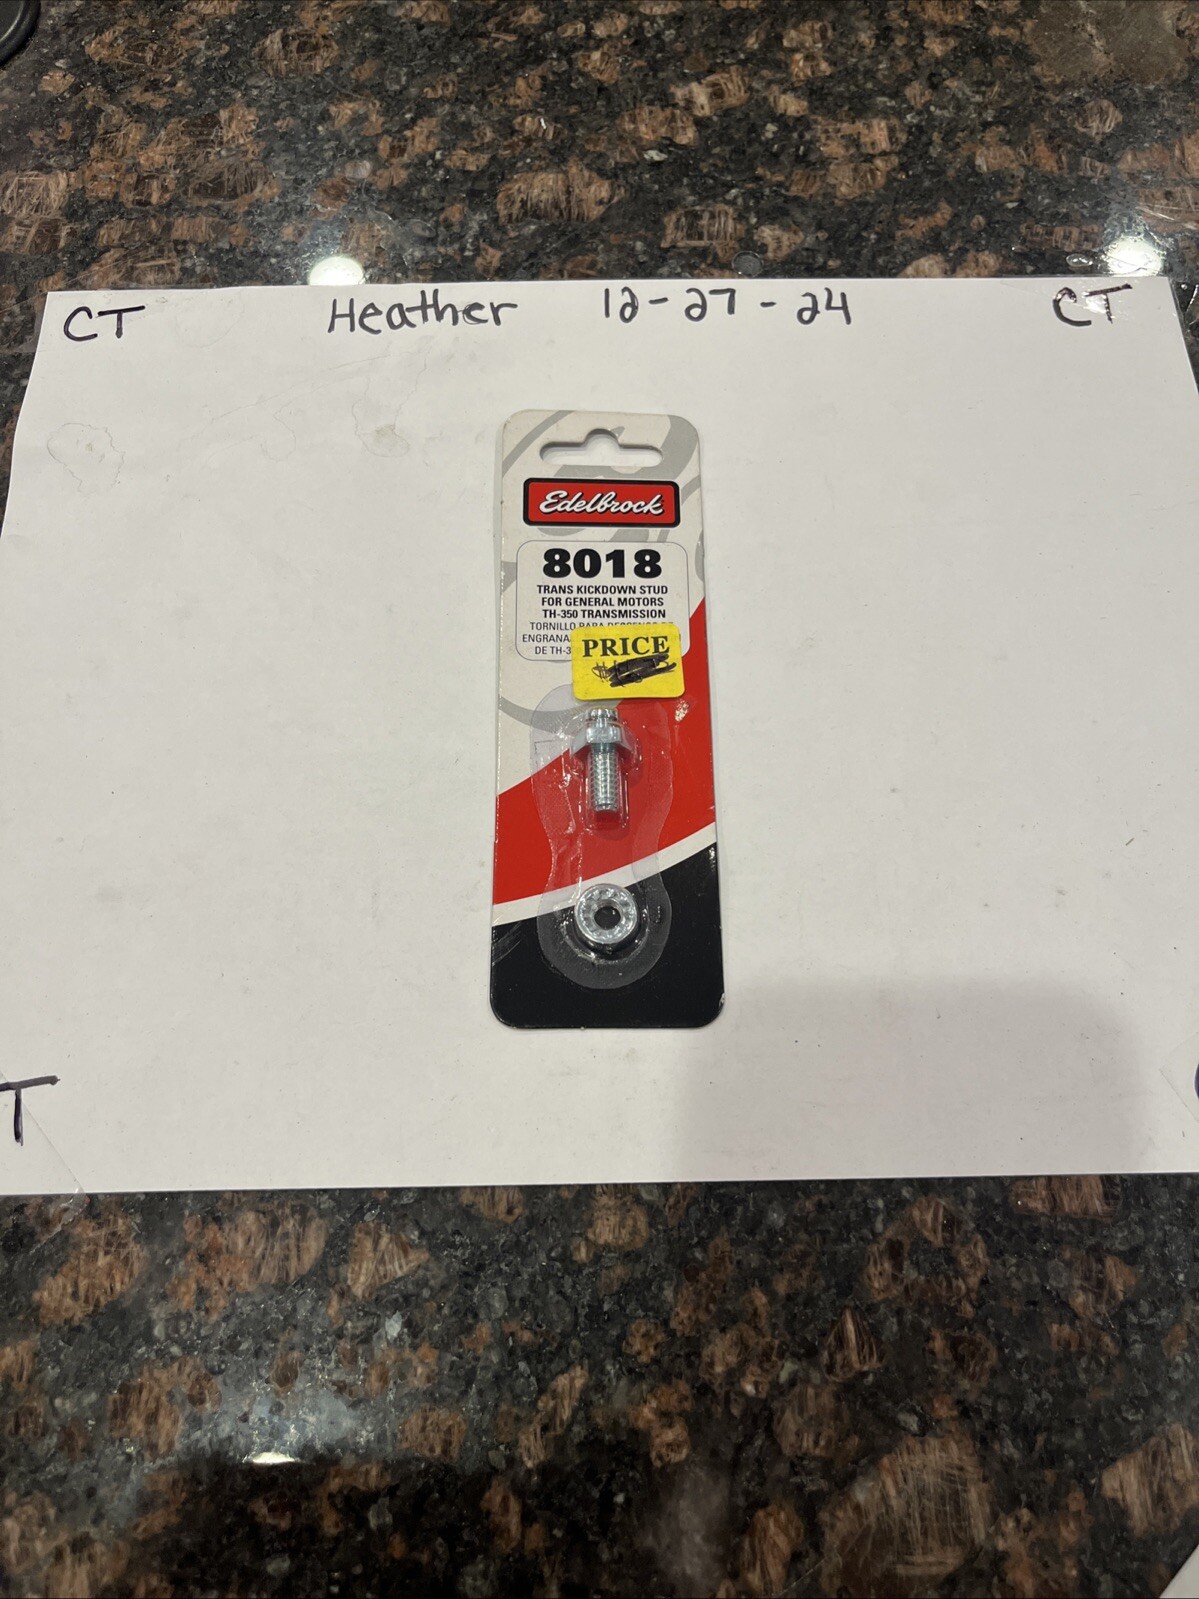 CT Heather 12-27-24 CT
Edelbrock
8018
TRANS KICKDOWN STUD
FOR GENERAL MOTORS
TH-350 TRANSMISSION
TORNILLO PARA
ENGRANA
DE TH-3
PRICE
T